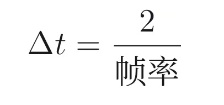 Δt = 2/帧率